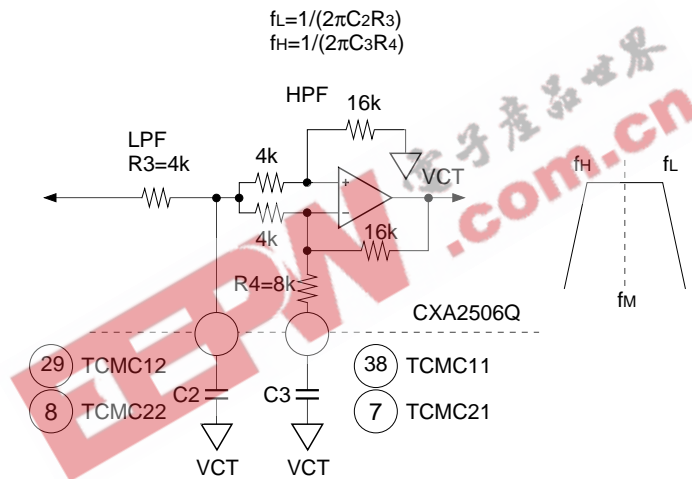 fL=1/(2πC2R3)
fH=1/(2πC3R4)
HPF
16k
LPF
R3=4k
4k
電子產品世界
.com.cn
VCT
fH
fL
+
−
4k
16k
R4=8k
fM
EEPW
CXA2506Q
29 TCMC12
38 TCMC11
C2
C3
8 TCMC22
7 TCMC21
VCT
VCT